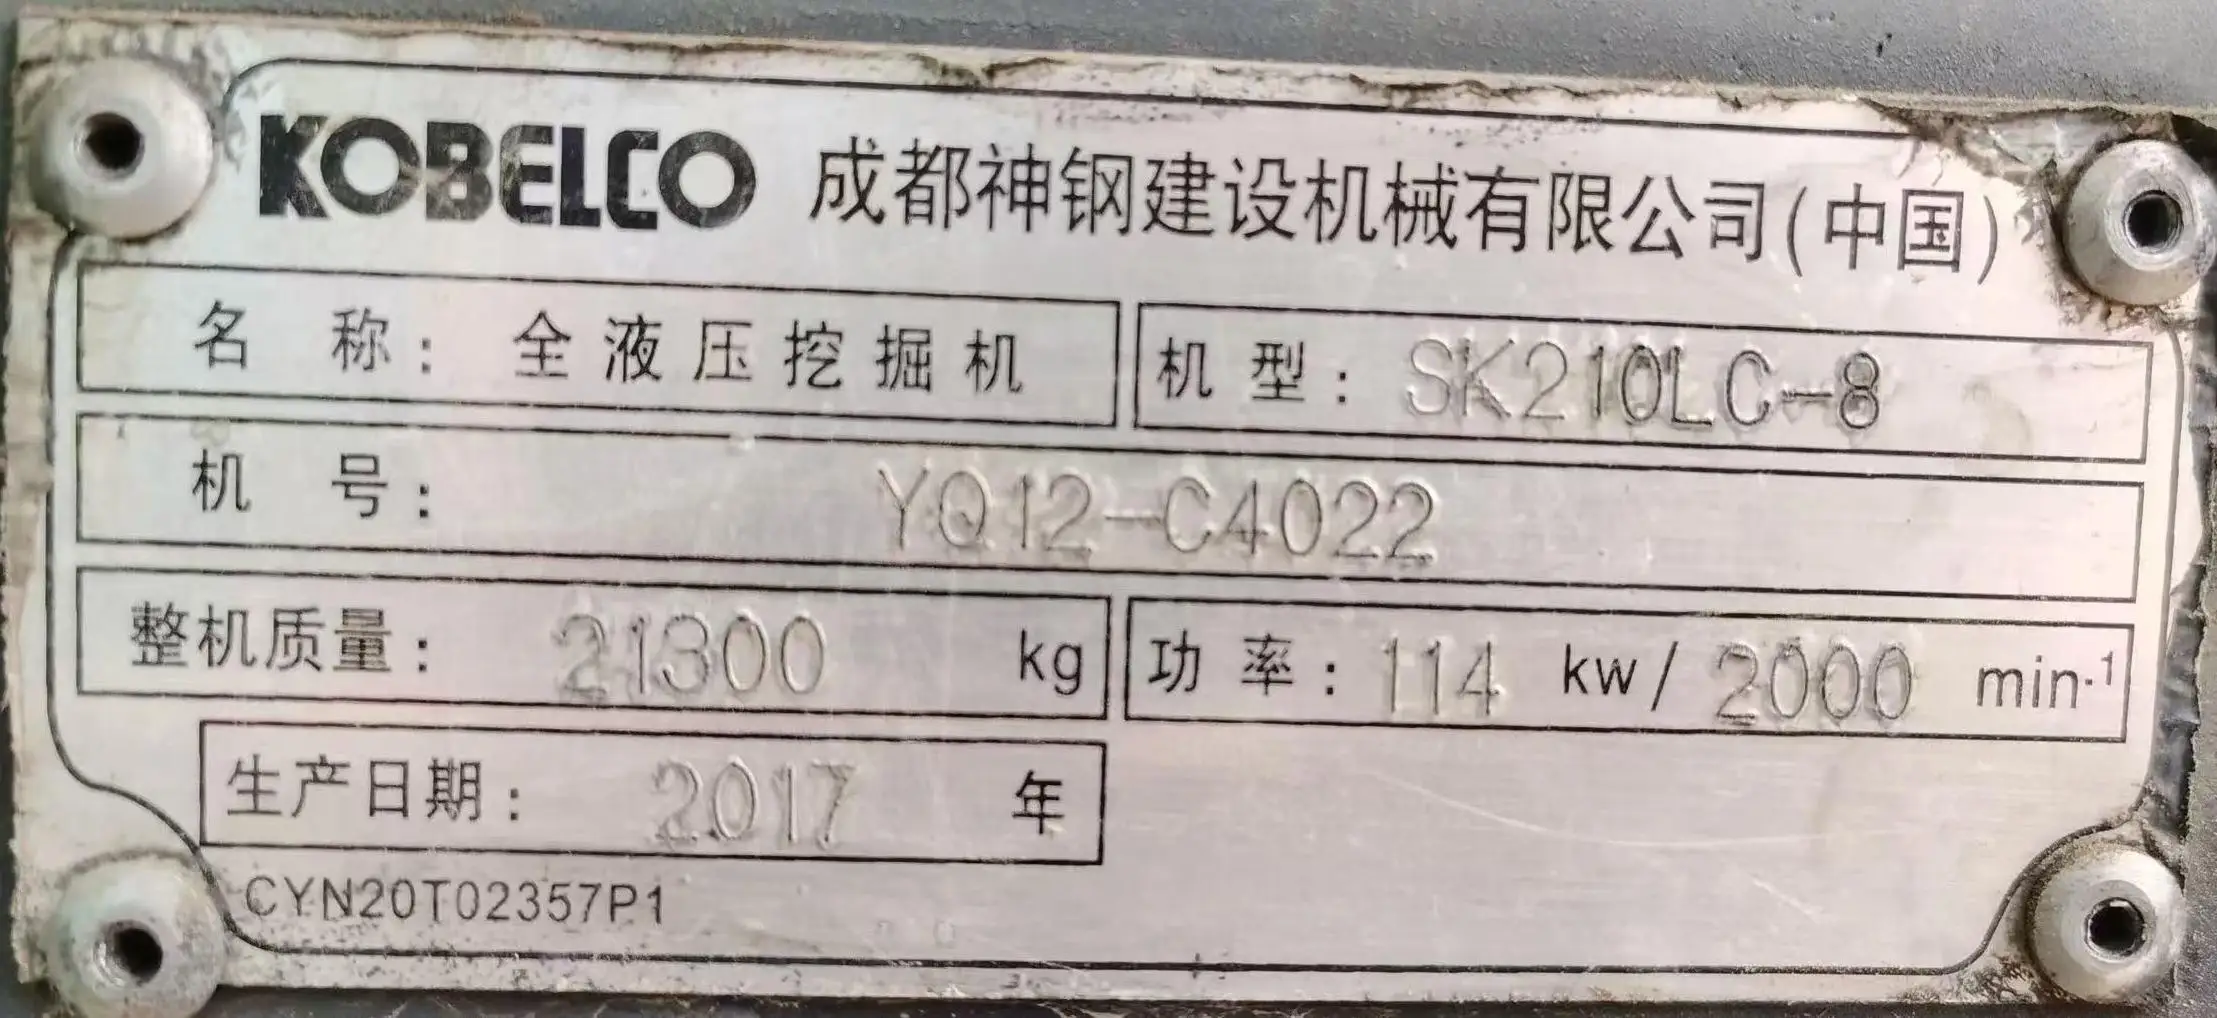 KOBELCO 成都神钢建设机械有限公司(中国)
名 称: 全液压挖掘机 机 型: SK210LC-8
机 号: YQ12-C4022
整机质量: 21300 kg 功 率: 114 kw/ 2000 min-1
生产日期: 2017 年
CYN20T02357P1